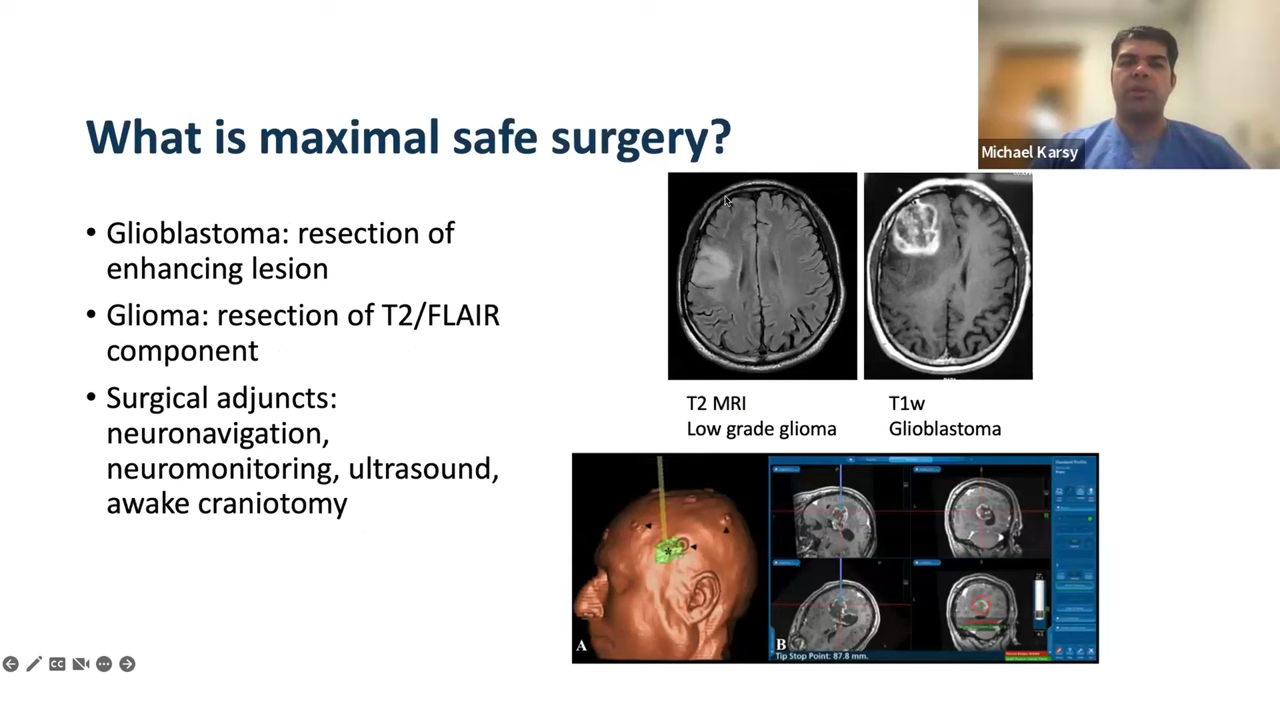 What is maximal safe surgery?
Michael Karsy
• Glioblastoma: resection of
enhancing lesion
• Glioma: resection of T2/FLAIR
component
• Surgical adjuncts:
neuronavigation,
neuromonitoring, ultrasound,
awake craniotomy
T2 MRI
Low grade glioma
T1w
Glioblastoma
A
B
Tip Stop Point: 87.8 mm.
CC